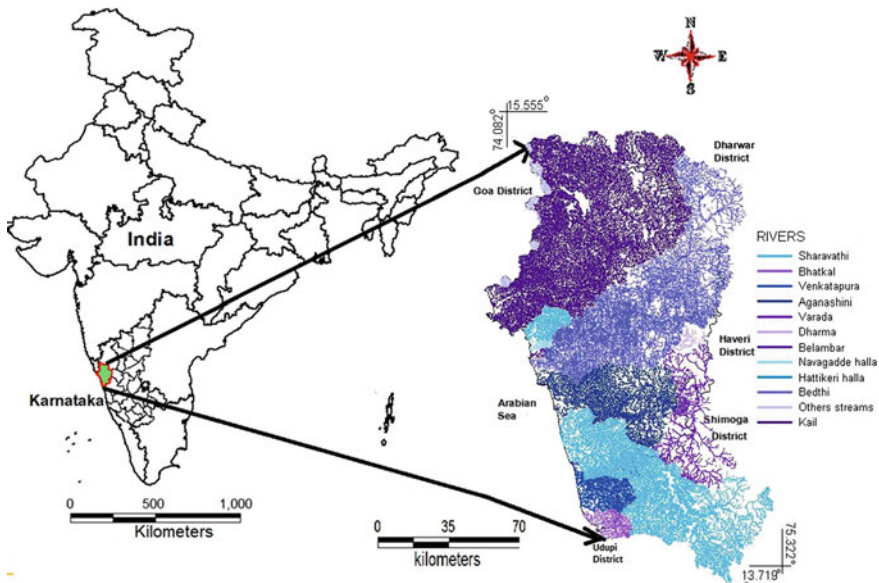 India
Karnataka
0 500 1,000
Kilometers
N
W E
S
15.555°
74.082°
Dharwar
District
Goa District
Haveri
District
Arabian
Sea
Shimoga
District
Udupi
District
75.322°
13.719°
0 35 70
kilometers
RIVERS
Sharavathi
Bhatkal
Venkatapura
Aganashini
Varada
Dharma
Belambar
Navagadde halla
Hattikeri halla
Bedthi
Others streams
Kail